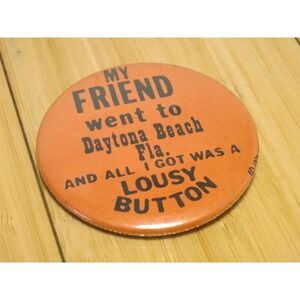 MY
FRIEND
went to
Daytona Beach
Fla.
AND ALL I GOT WAS A
LOUSY
BUTTON